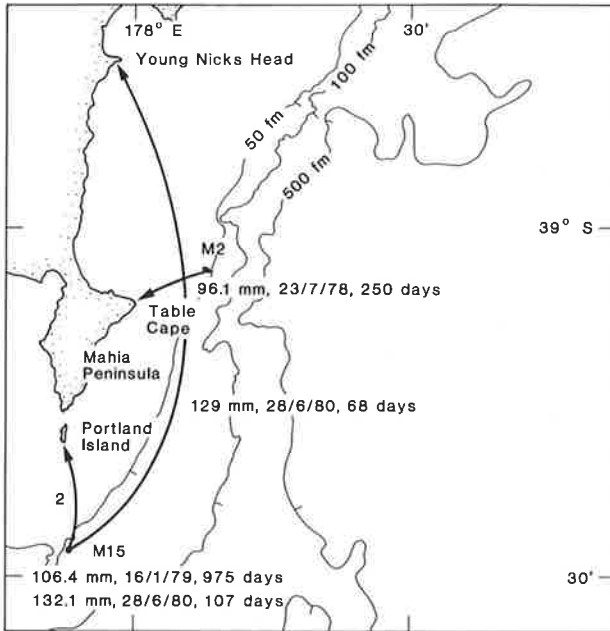 178° E
30'
Young Nicks Head
100 fm
50 fm
500 fm
39° S
M2
96.1 mm, 23/7/78, 250 days
Table
Cape
Mahia
Peninsula
129 mm, 28/6/80, 68 days
Portland
Island
2
M15
106.4 mm, 16/1/79, 975 days
30'
132.1 mm, 28/6/80, 107 days